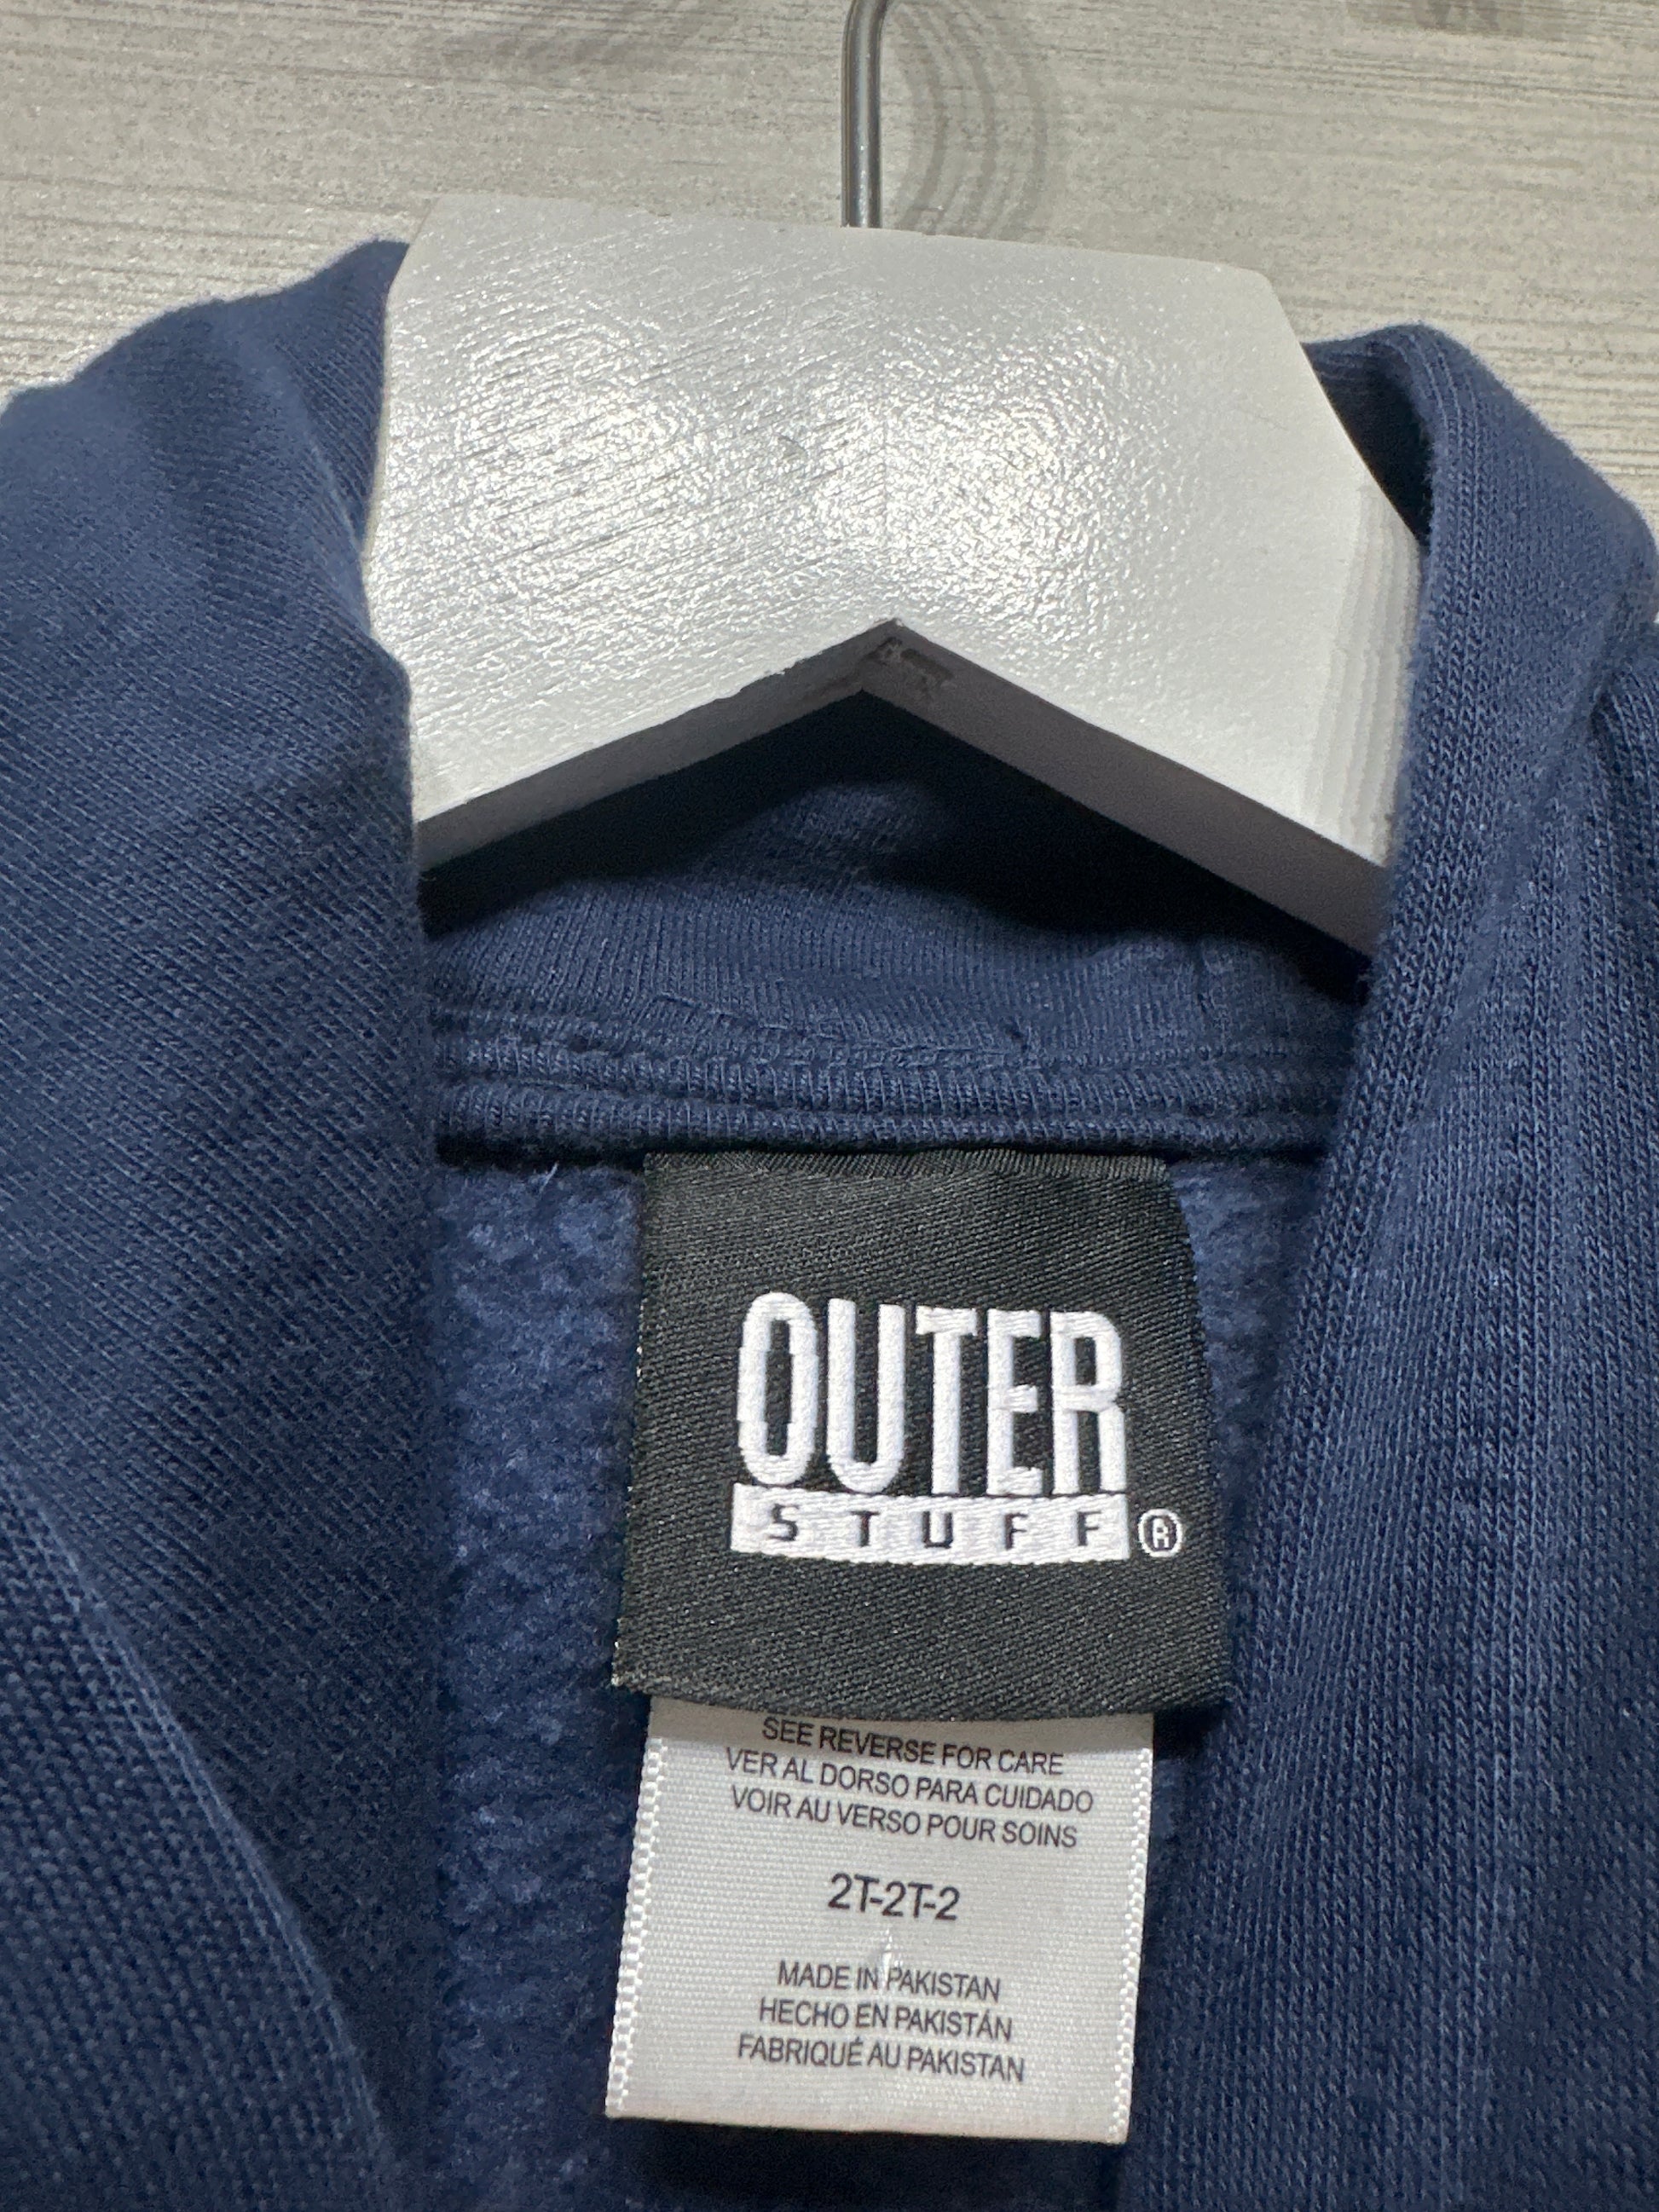 OUTER
STUFF®
SEE REVERSE FOR CARE
VER AL DORSO PARA CUIDADO
VOIR AU VERSO POUR SOINS
2T-2T-2
MADE IN PAKISTAN
HECHO EN PAKISTÁN
FABRIQUÉ AU PAKISTAN